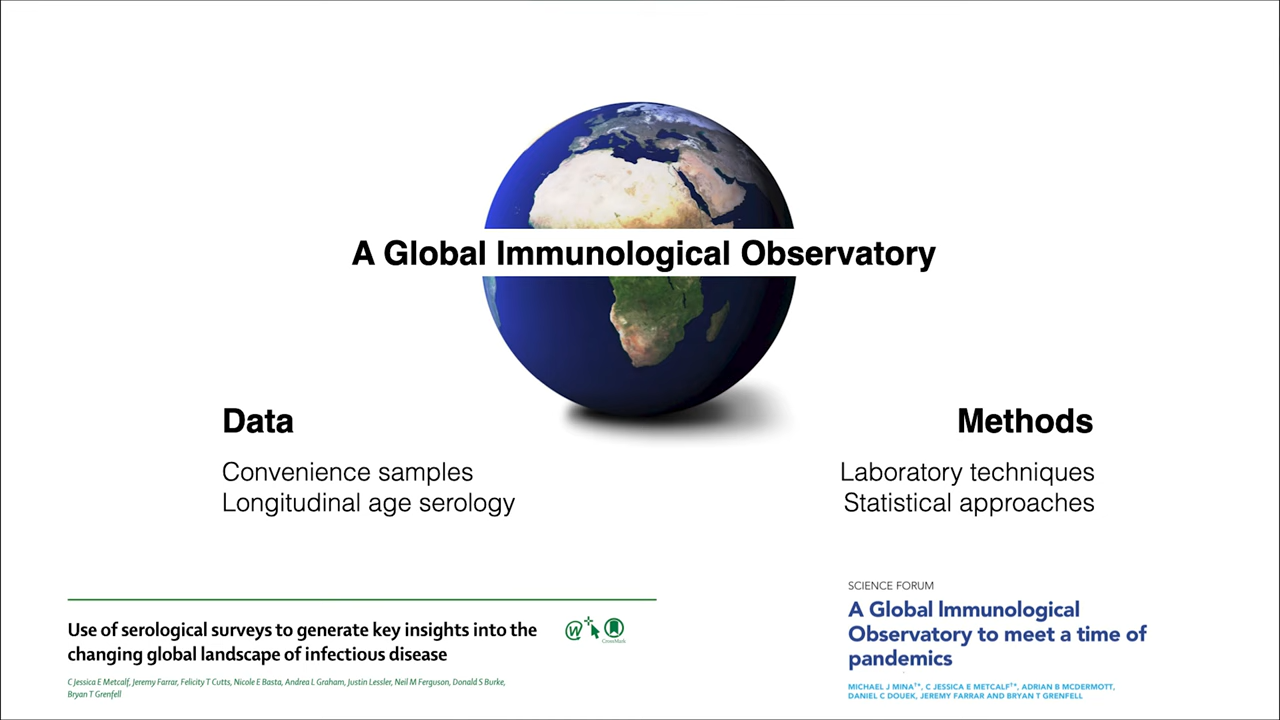 A Global Immunological Observatory
Data
Convenience samples
Longitudinal age serology
Methods
Laboratory techniques
Statistical approaches
Use of serological surveys to generate key insights into the
changing global landscape of infectious disease
W
CrossMark
C Jessica E Metcalf, Jeremy Farrar, Felicity T Cutts, Nicole E Basta, Andrea L Graham, Justin Lessler, Neil M Ferguson, Donald S Burke,
Bryan T Grenfell
SCIENCE FORUM
A Global Immunological
Observatory to meet a time of
pandemics
MICHAEL J MINA†*, C JESSICA E METCALF†*, ADRIAN B MCDERMOTT,
DANIEL C DOUEK, JEREMY FARRAR AND BRYAN T GRENFELL